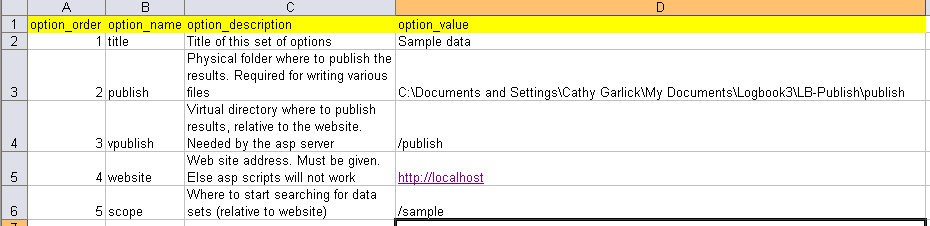 A B C D
1 option_order option_name option_description option_value
2 1 title Title of this set of options Sample data
Physical folder where to publish the
results. Required for writing various
3 2 publish files C:\Documents and Settings\Cathy Garlick\My Documents\Logbook3\LB-Publish\publish
Virtual directory where to publish
results, relative to the website.
4 3 vpublish Needed by the asp server /publish
Web site address. Must be given.
5 4 website Else asp scripts will not work http://localhost
Where to start searching for data
6 5 scope sets (relative to website) /sample
7